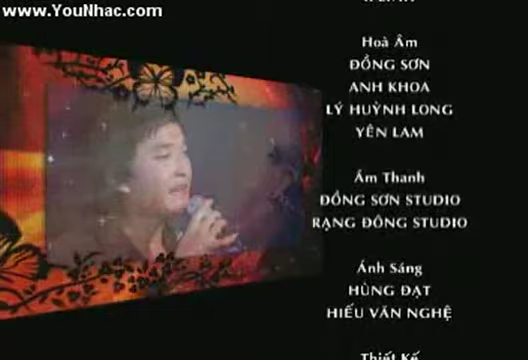 www.YouNhac.com
Hoà Âm
ĐỒNG SƠN
ANH KHOA
LÝ HUỲNH LONG
YÊN LAM
Âm Thanh
ĐỒNG SƠN STUDIO
RẠNG ĐÔNG STUDIO
Ánh Sáng
HÙNG ĐẠT
HIẾU VĂN NGHỆ
Thiết Kế